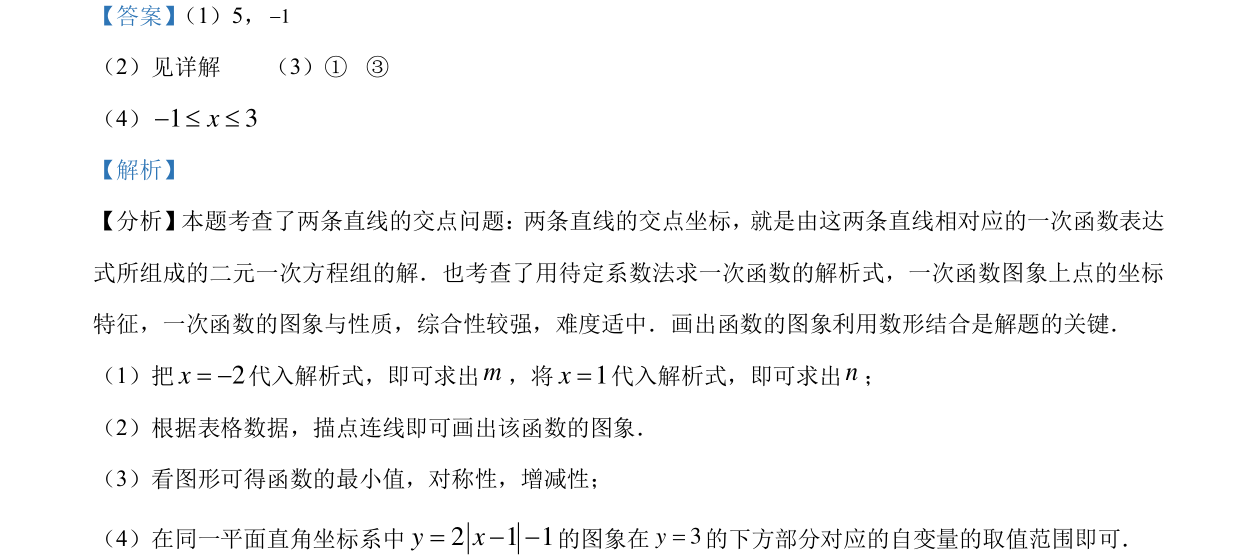 【答案】（1）5，−1
（2）见详解 （3）① ③
（4）−1≤x≤3
【解析】
【分析】本题考查了两条直线的交点问题：两条直线的交点坐标，就是由这两条直线相对应的一次函数表达
式所组成的二元一次方程组的解．也考查了用待定系数法求一次函数的解析式，一次函数图象上点的坐标
特征，一次函数的图象与性质，综合性较强，难度适中．画出函数的图象利用数形结合是解题的关键．
（1）把x=−2代入解析式，即可求出m，将x=1代入解析式，即可求出n；
（2）根据表格数据，描点连线即可画出该函数的图象．
（3）看图形可得函数的最小值，对称性，增减性；
（4）在同一平面直角坐标系中y=2|x−1|−1的图象在y=3的下方部分对应的自变量的取值范围即可．